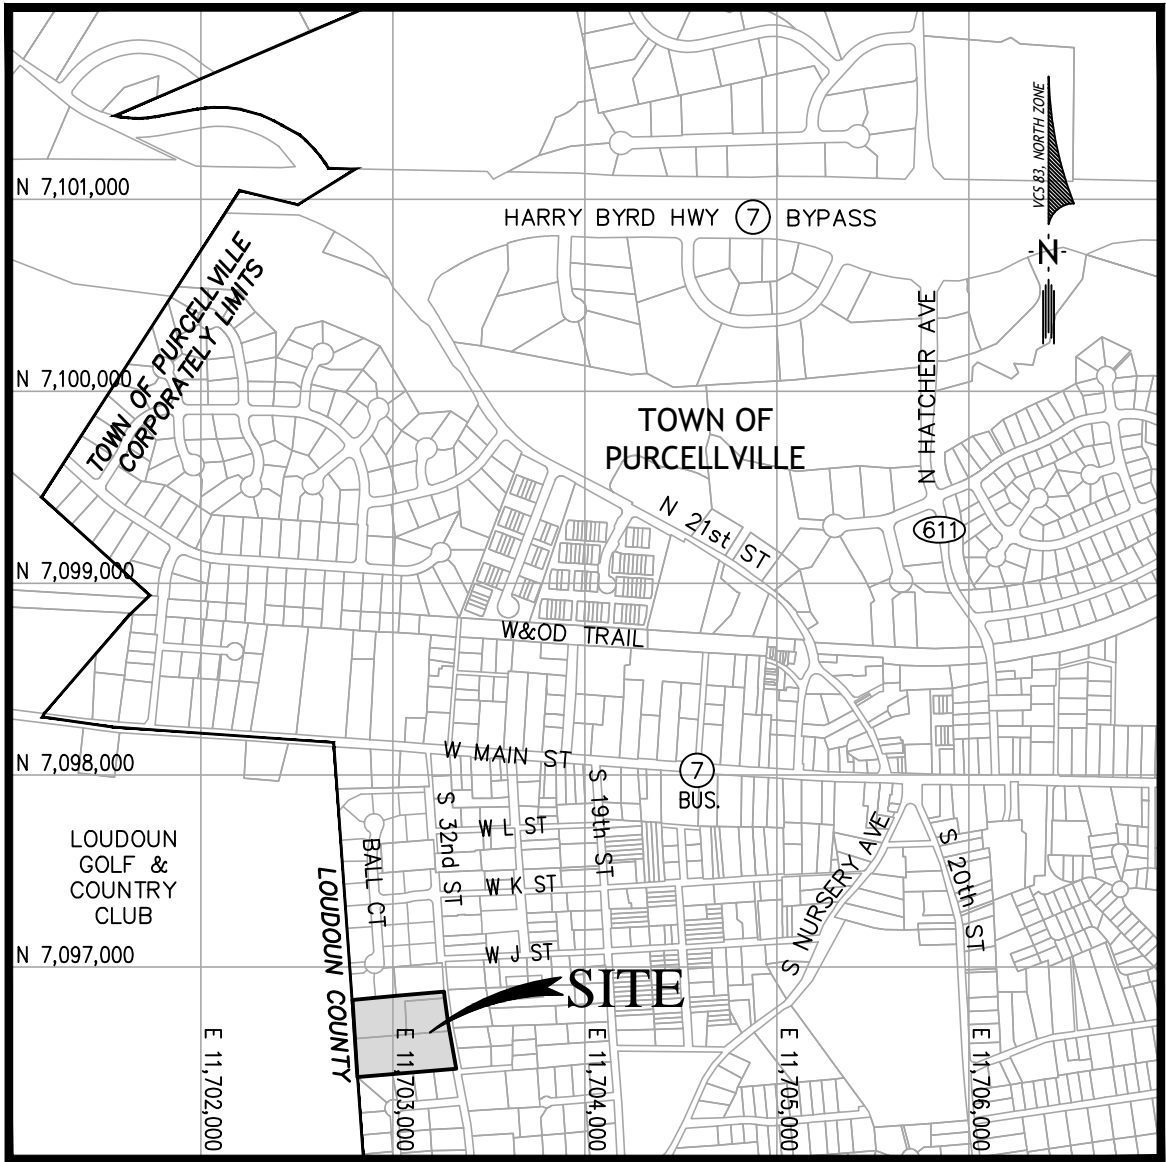 VCS 83, NORTH ZONE
N
N 7,101,000
HARRY BYRD HWY 7 BYPASS
TOWN OF PURCELLVILLE
CORPORATELY LIMITS
N HATCHER AVE
N 7,100,000
TOWN OF
PURCELLVILLE
N 21st ST
611
N 7,099,000
W&OD TRAIL
W MAIN ST
7
BUS.
N 7,098,000
S 32nd ST
S 19th ST
W L ST
LOUDOUN
GOLF &
COUNTRY
CLUB
BALL CT
W K ST
S NURSERY AVE
S 20th ST
LOUDOUN COUNTY
W J ST
N 7,097,000
SITE
E 11,702,000
E 11,703,000
E 11,704,000
E 11,705,000
E 11,706,000